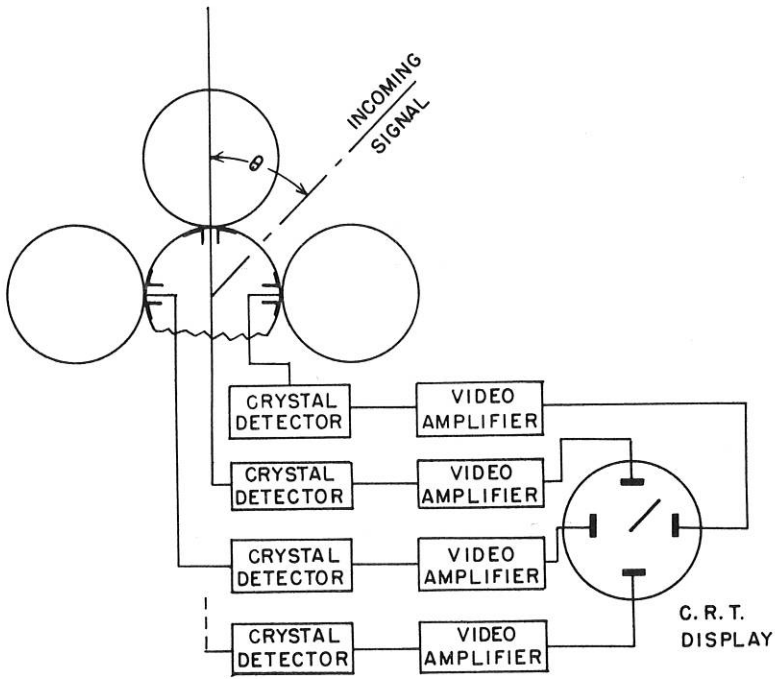 INCOMING
SIGNAL
θ
CRYSTAL
DETECTOR
VIDEO
AMPLIFIER
CRYSTAL
DETECTOR
VIDEO
AMPLIFIER
CRYSTAL
DETECTOR
VIDEO
AMPLIFIER
CRYSTAL
DETECTOR
VIDEO
AMPLIFIER
C.R.T.
DISPLAY